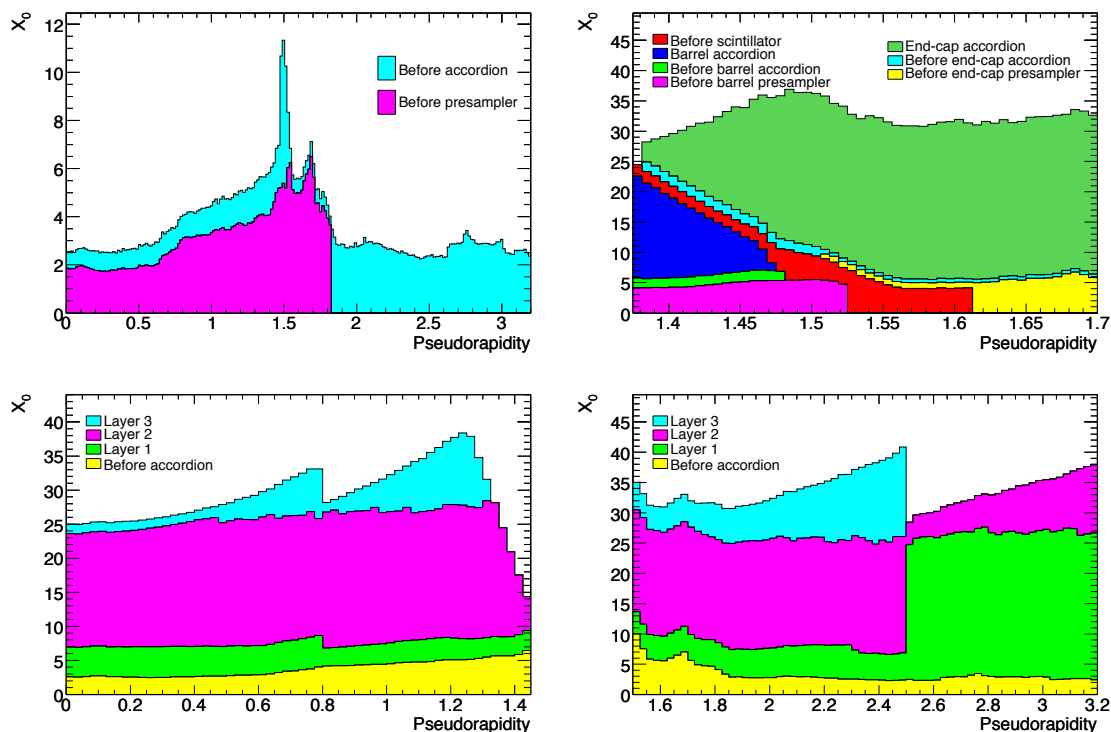 X₀
12
10
8
6
4
2
0
Before accordion
Before presampler
0 0.5 1 1.5 2 2.5 3
Pseudorapidity
X₀
45
40
35
30
25
20
15
10
5
0
Before scintillator
Barrel accordion
Before barrel accordion
Before barrel presampler
End-cap accordion
Before end-cap accordion
Before end-cap presampler
1.4 1.45 1.5 1.55 1.6 1.65 1.7
Pseudorapidity
X₀
40
35
30
25
20
15
10
5
0
Layer 3
Layer 2
Layer 1
Before accordion
0 0.2 0.4 0.6 0.8 1.0 1.2 1.4
Pseudorapidity
X₀
45
40
35
30
25
20
15
10
5
0
Layer 3
Layer 2
Layer 1
Before accordion
1.6 1.8 2 2.2 2.4 2.6 2.8 3 3.2
Pseudorapidity